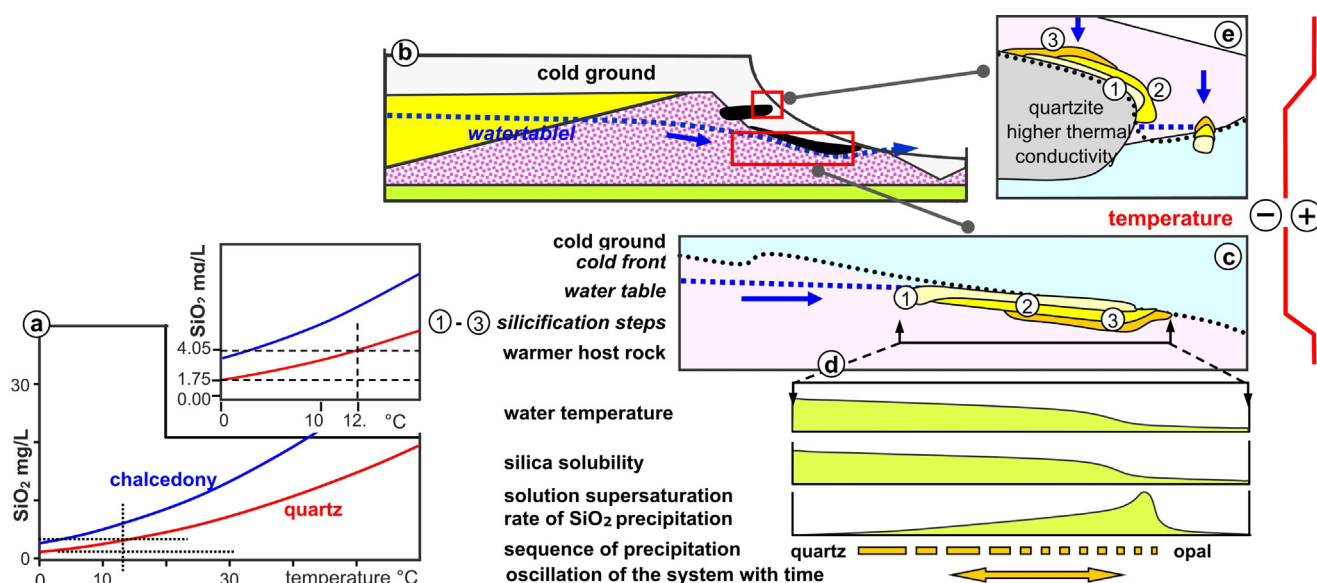 b
cold ground
watertablel
e
3
1
2
quartzite
higher thermal
conductivity
temperature − +
cold ground
cold front
water table
1 - 3 silicification steps
warmer host rock
c
1
2
3
a
SiO₂ mg/L
30
0
chalcedony
quartz
0
10
30
temperature °C
SiO₂ mɑ/L
4.05
1.75
0.00
0
10
12.
°C
d
water temperature
silica solubility
solution supersaturation
rate of SiO₂ precipitation
sequence of precipitation
quartz
opal
oscillation of the system with time